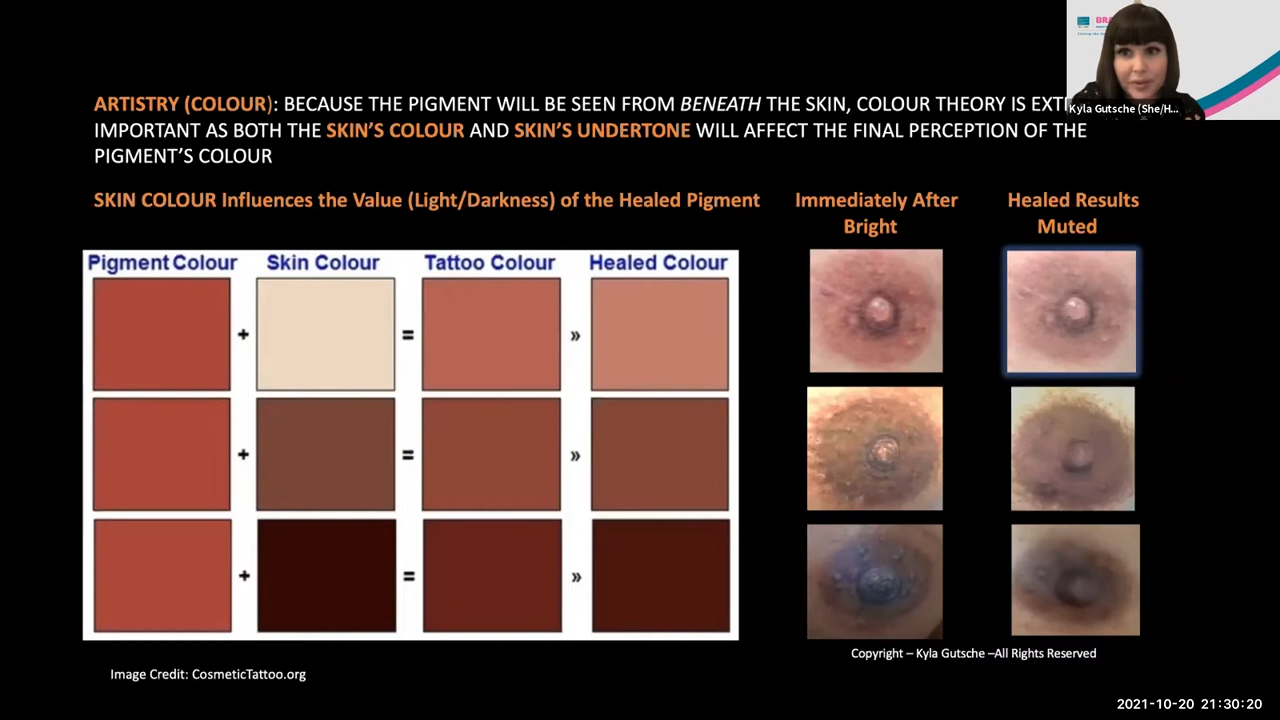 BR
ARTISTRY (COLOUR): BECAUSE THE PIGMENT WILL BE SEEN FROM BENEATH THE SKIN, COLOUR THEORY IS
IMPORTANT AS BOTH THE SKIN'S COLOUR AND SKIN'S UNDERTONE WILL AFFECT THE FINAL PERCEPTION OF THE
PIGMENT'S COLOUR
Kyla Gutsche (She/H...
SKIN COLOUR Influences the Value (Light/Darkness) of the Healed Pigment
Immediately After
Bright
Healed Results
Muted
Pigment Colour Skin Colour Tattoo Colour Healed Colour
+ = »
+ = »
+ = »
Copyright – Kyla Gutsche –All Rights Reserved
Image Credit: CosmeticTattoo.org
2021-10-20 21:30:20